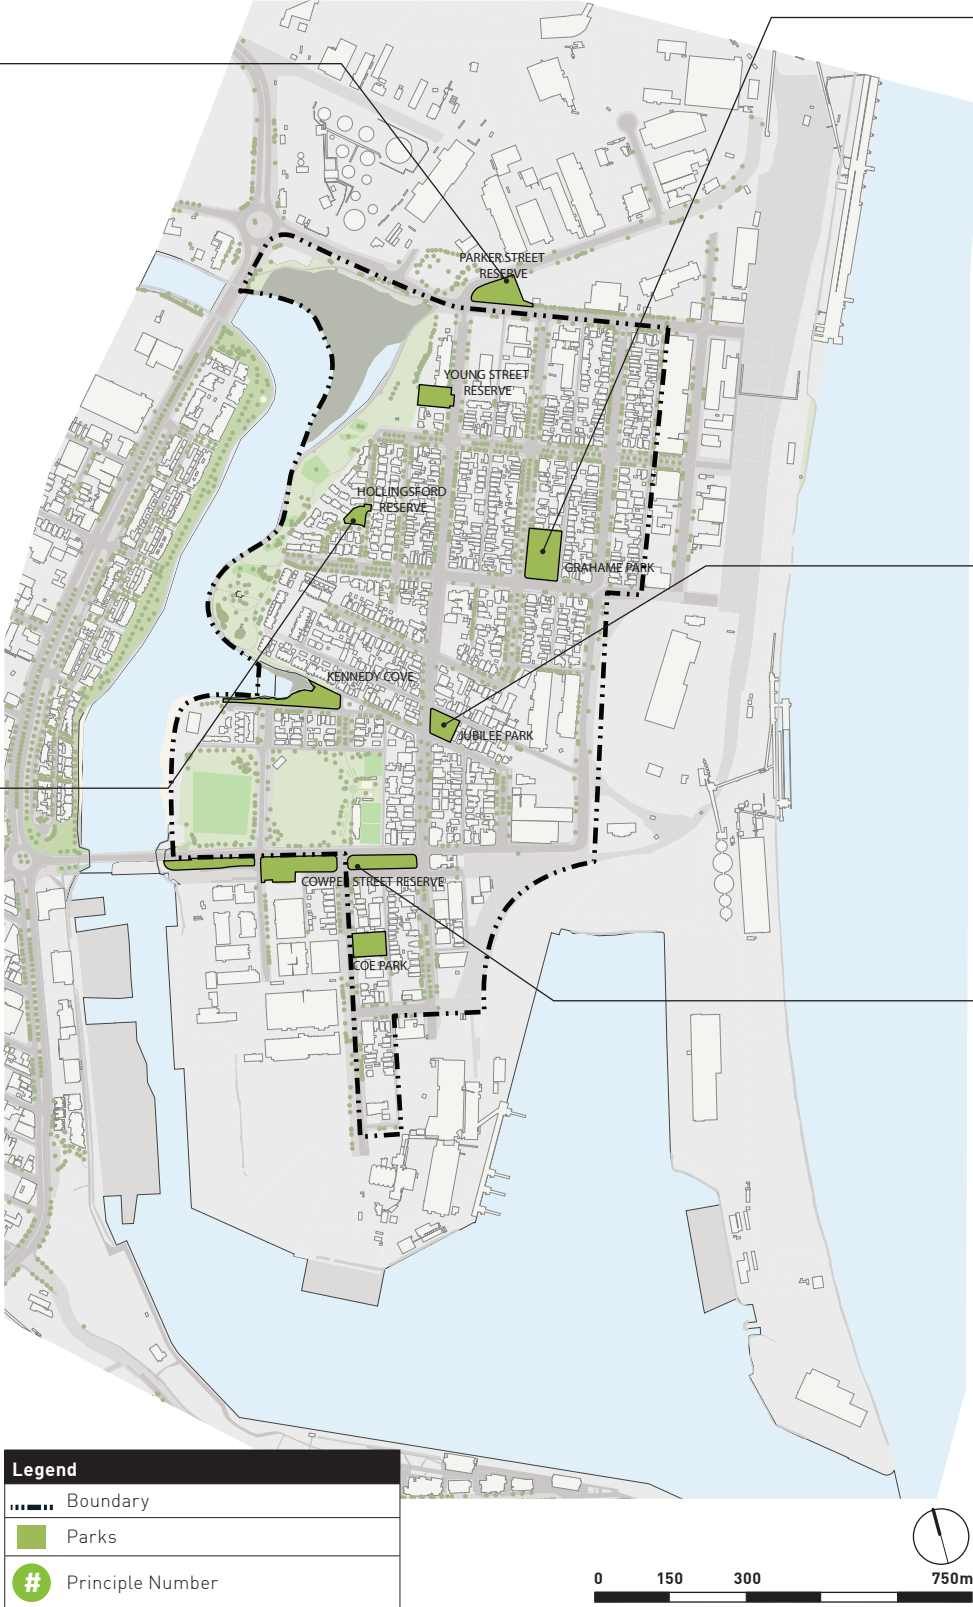 PARKER STREET
RESERVE
YOUNG STREET
RESERVE
HOLLINGSFORD
RESERVE
GRAHAME PARK
KENNEDY COVE
JUBILEE PARK
COWPER STREET RESERVE
COE PARK
Legend
Boundary
Parks
# Principle Number
0 150 300 750m